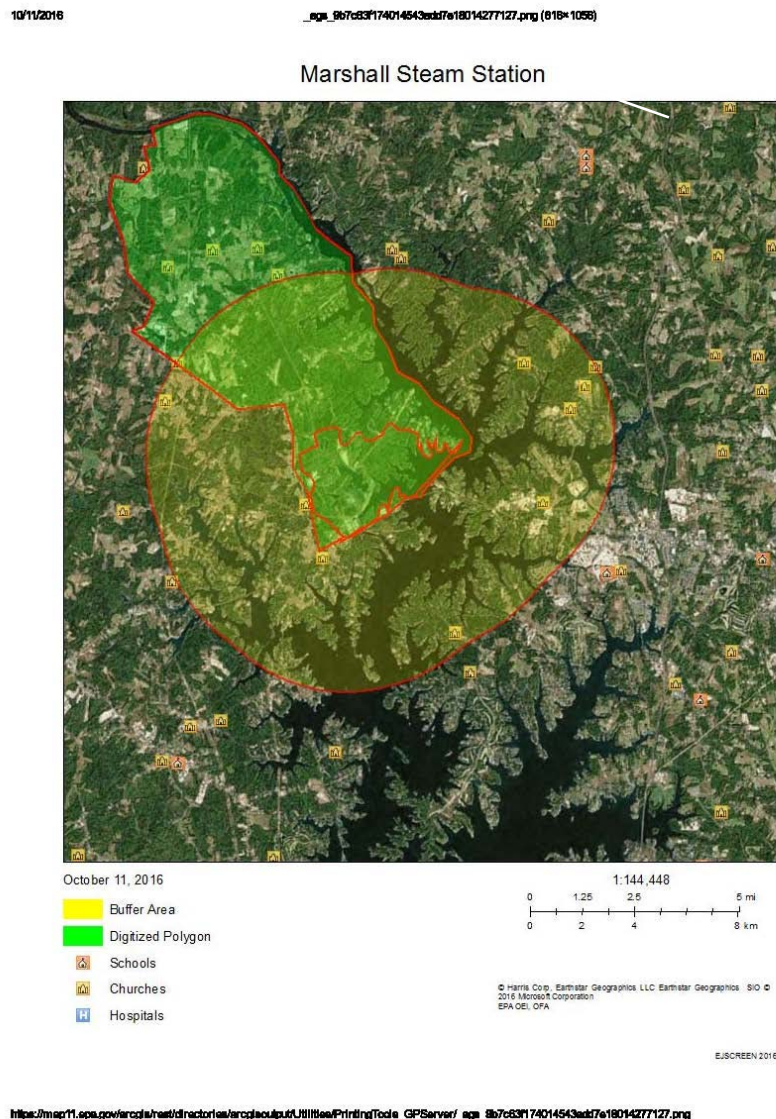 10/11/2016
Marshall Steam Station
October 11, 2016
1:144,448
0 1.25 2.5 5 mi
0 2 4 8 km
Buffer Area
Digitized Polygon
Schools
Churches
H Hospitals
© Harris Corp, Earthstar Geographics LLC Earthstar Geographics SIO ©
2016 Microsoft Corporation
EPA OEI, OFA
EJSCREEN 2016